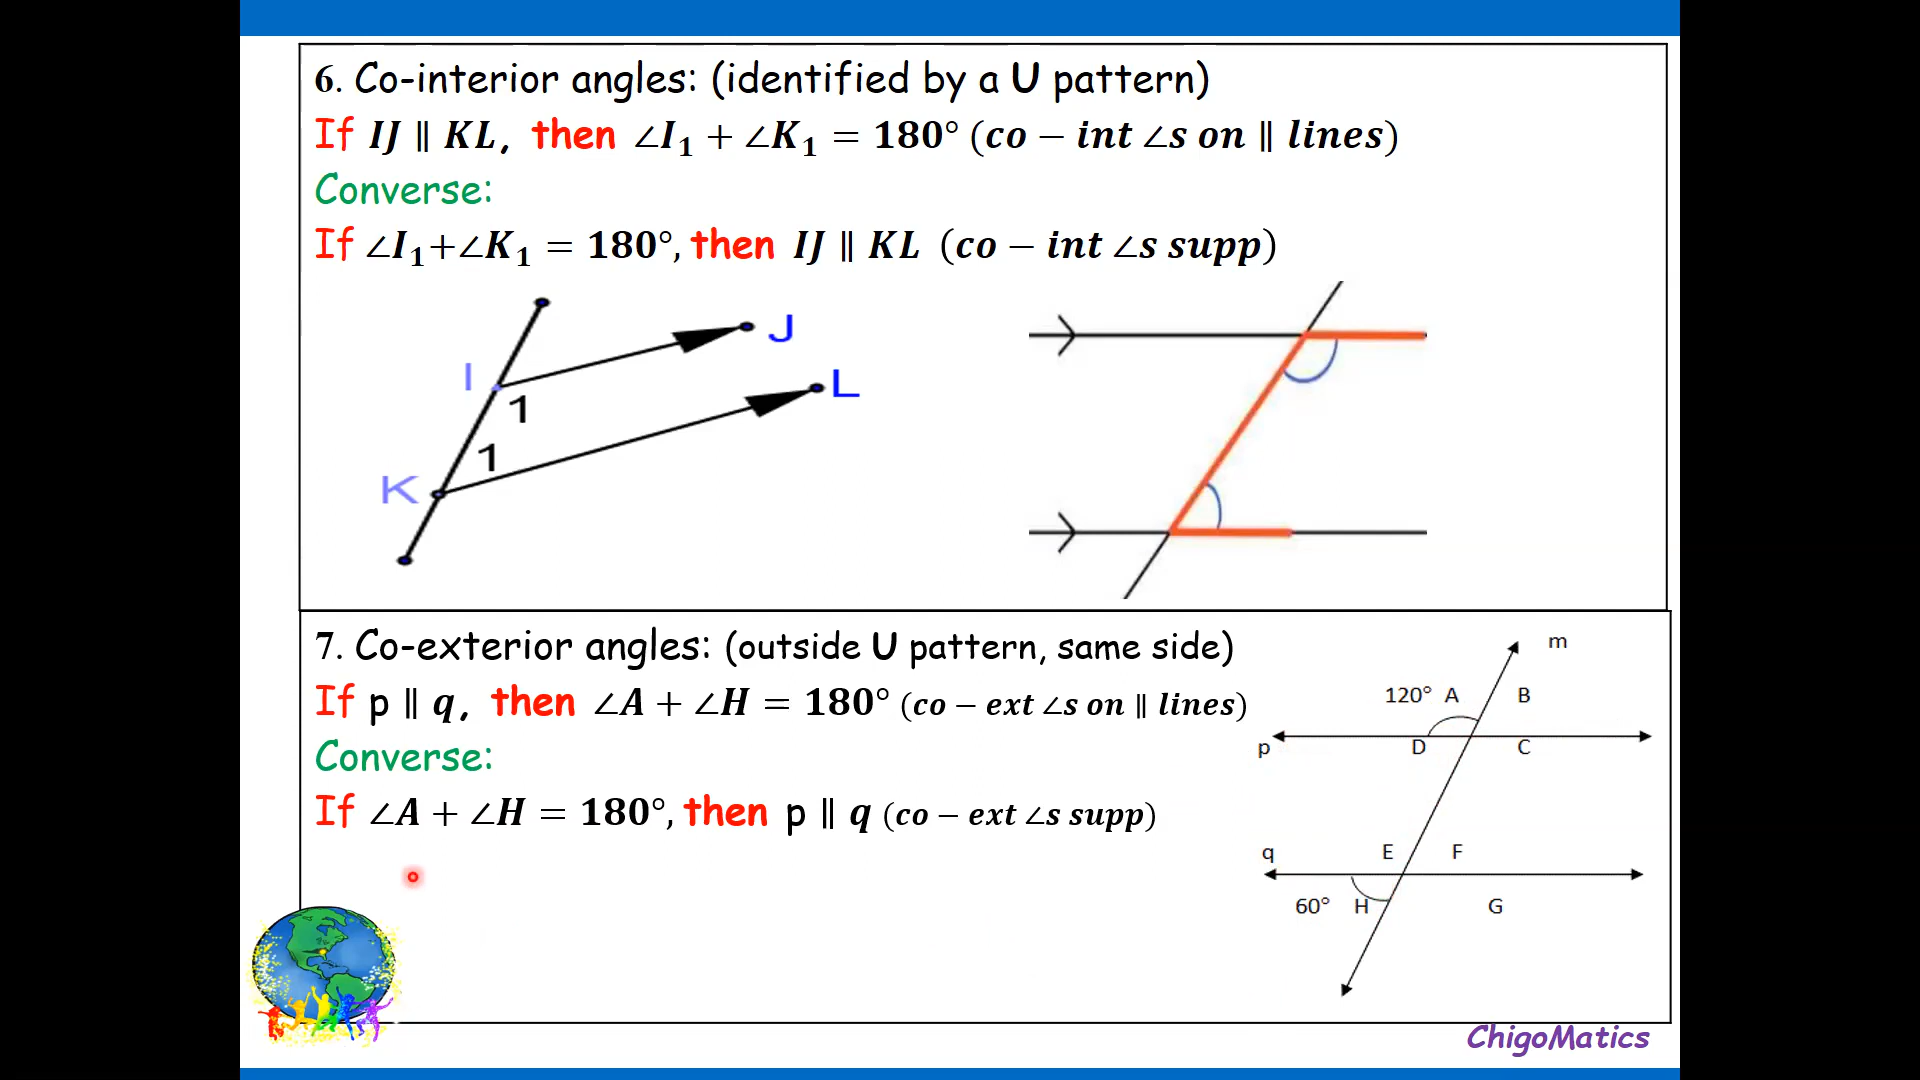 6. Co-interior angles: (identified by a U pattern)
If IJ ∥ KL, then ∠I₁ + ∠K₁ = 180° (co − int ∠s on ∥ lines)
Converse:
If ∠I₁+∠K₁ = 180°, then IJ ∥ KL (co − int ∠s supp)
J
I
L
1
1
K
7. Co-exterior angles: (outside U pattern, same side)
If p ∥ q, then ∠A + ∠H = 180° (co − ext ∠s on ∥ lines)
Converse:
If ∠A + ∠H = 180°, then p ∥ q (co − ext ∠s supp)
m
120° A B
p D C
q E F
60° H G
ChigoMatics